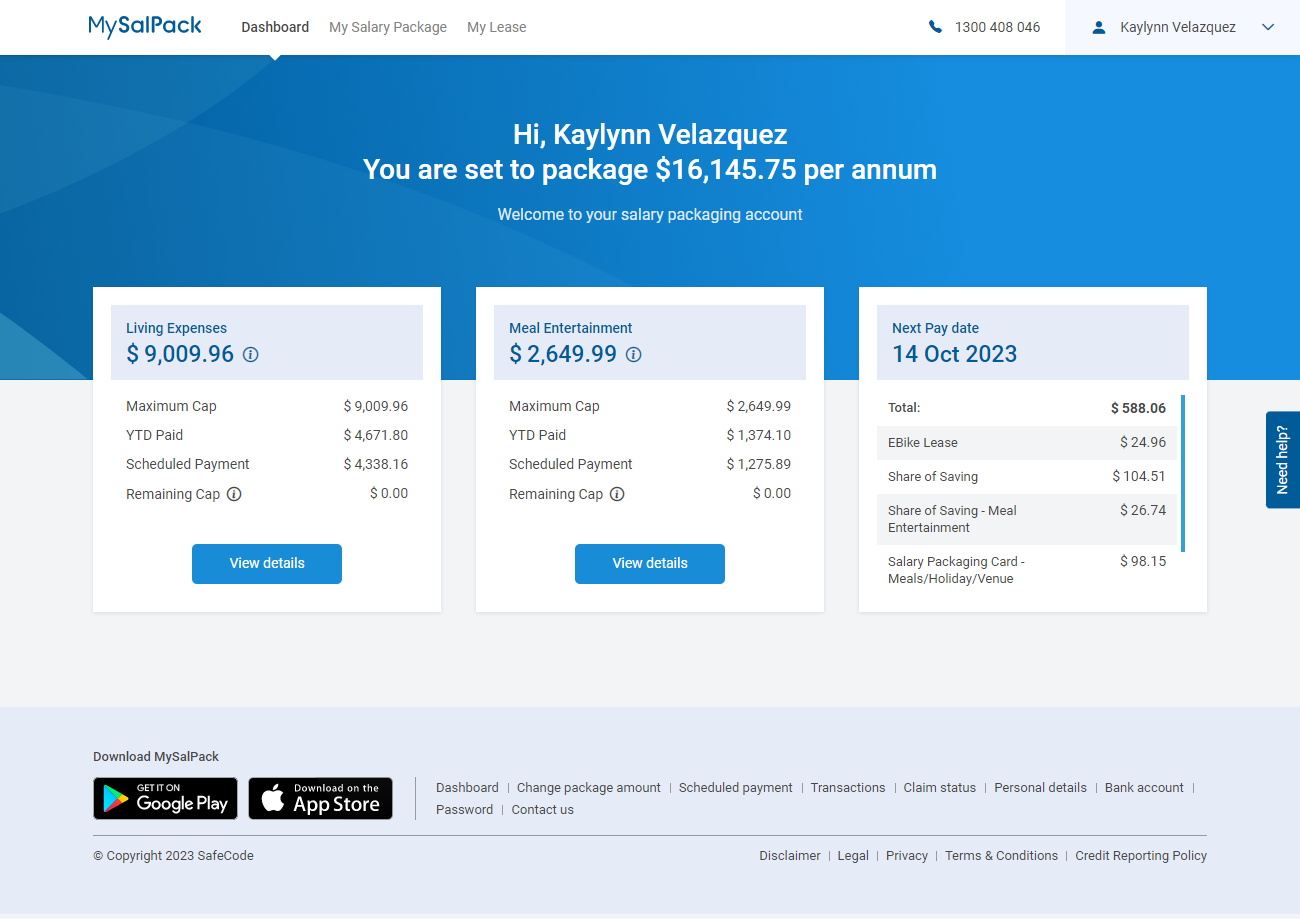 MySalPack
Dashboard My Salary Package My Lease
1300 408 046
Kaylynn Velazquez
Hi, Kaylynn Velazquez
You are set to package $16,145.75 per annum
Welcome to your salary packaging account
Living Expenses
$ 9,009.96
Maximum Cap $ 9,009.96
YTD Paid $ 4,671.80
Scheduled Payment $ 4,338.16
Remaining Cap $ 0.00
View details
Meal Entertainment
$ 2,649.99
Maximum Cap $ 2,649.99
YTD Paid $ 1,374.10
Scheduled Payment $ 1,275.89
Remaining Cap $ 0.00
View details
Next Pay date
14 Oct 2023
Total: $ 588.06
EBike Lease $ 24.96
Share of Saving $ 104.51
Share of Saving - Meal $ 26.74
Entertainment
Salary Packaging Card - $ 98.15
Meals/Holiday/Venue
Need help?
Download MySalPack
GET IT ON
Google Play
Download on the
App Store
Dashboard | Change package amount | Scheduled payment | Transactions | Claim status | Personal details | Bank account |
Password | Contact us
© Copyright 2023 SafeCode
Disclaimer | Legal | Privacy | Terms & Conditions | Credit Reporting Policy